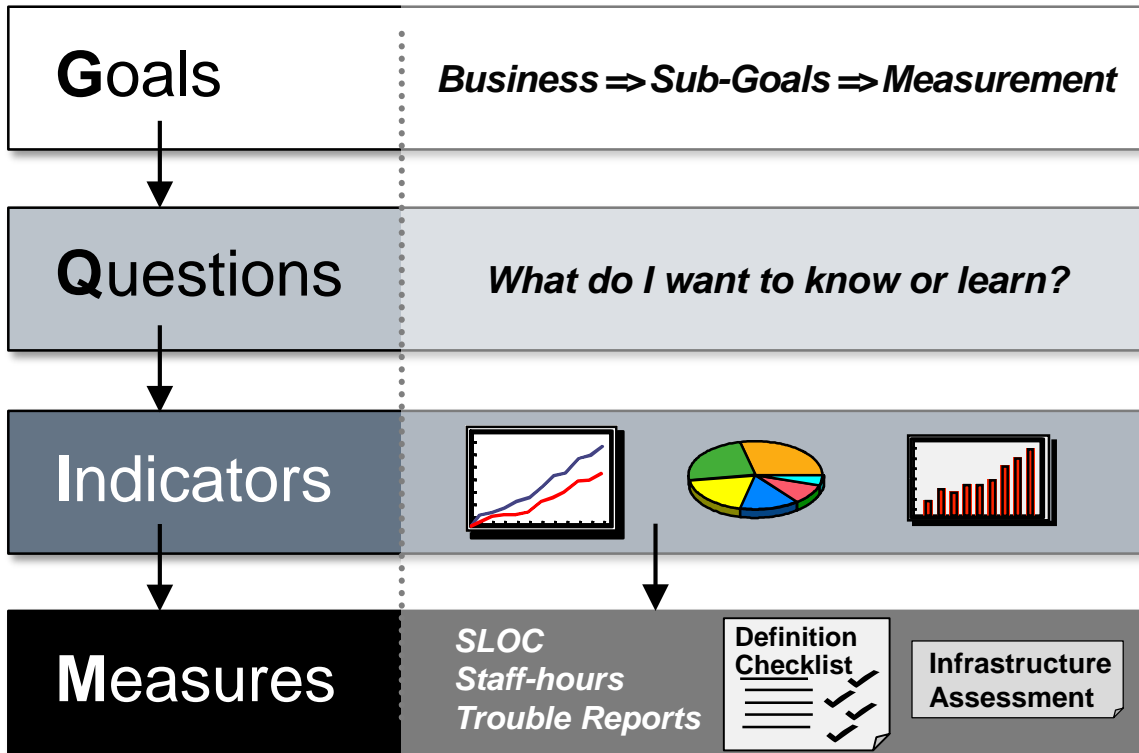 Goals
Business => Sub-Goals => Measurement
Questions
What do I want to know or learn?
Indicators
Measures
SLOC
Staff-hours
Trouble Reports
Definition
Checklist
Infrastructure
Assessment